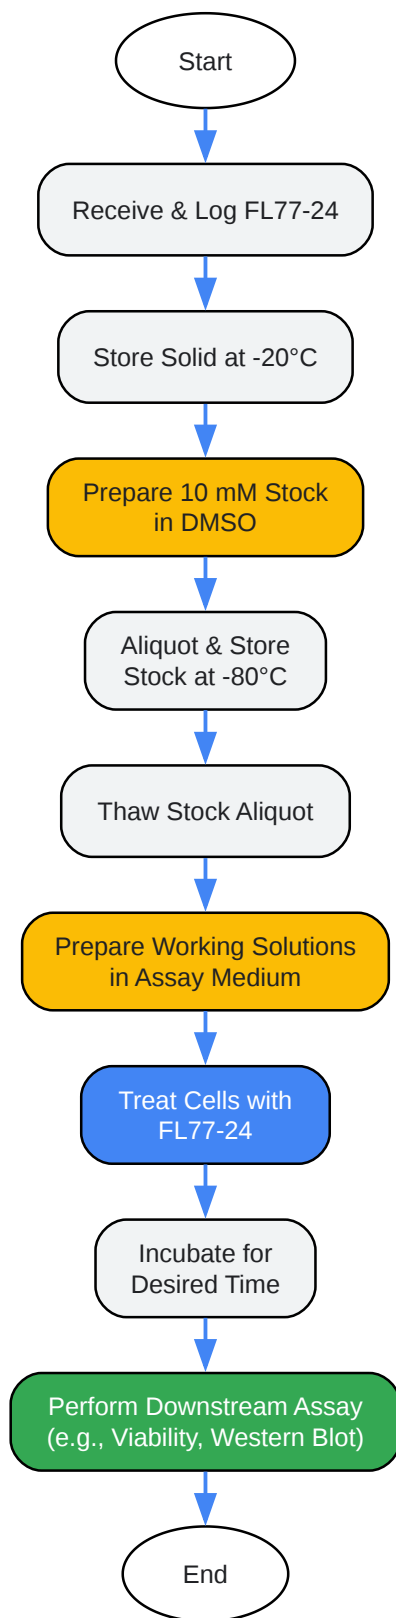 Start
Receive & Log FL77-24
Store Solid at -20°C
Prepare 10 mM Stock
in DMSO
Aliquot & Store
Stock at -80°C
Thaw Stock Aliquot
Prepare Working Solutions
in Assay Medium
Treat Cells with
FL77-24
Incubate for
Desired Time
Perform Downstream Assay
(e.g., Viability, Western Blot)
End